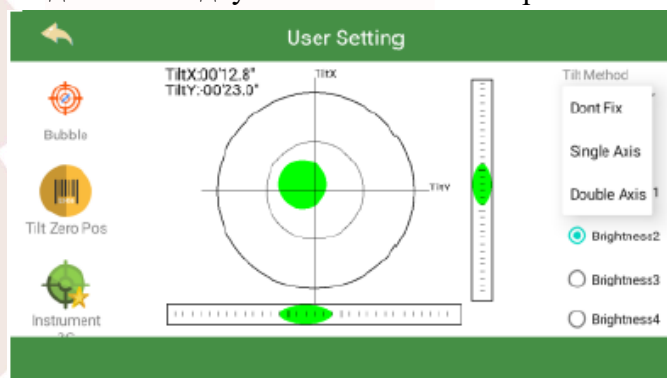 User Setting
TiltX:00'12.8"
TiltY:-00'23.0"
TiltX
TiltY
Bubble
Tilt Zero Pos
Instrument
Tilt Method
Dont Fix
Single Axis
Double Axis
Brightness2
Brightness3
Brightness4